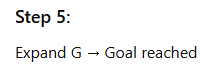 Step 5:
Expand G → Goal reached